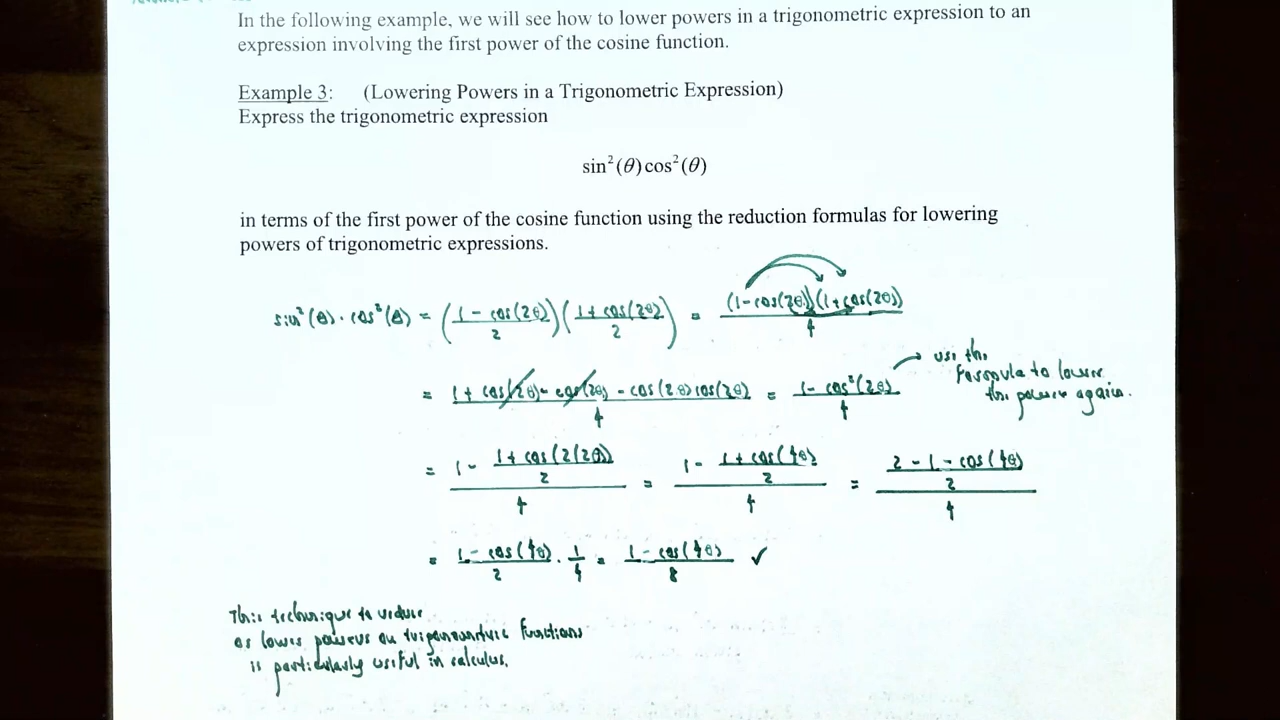 In the following example, we will see how to lower powers in a trigonometric expression to an
expression involving the first power of the cosine function.
Example 3: (Lowering Powers in a Trigonometric Expression)
Express the trigonometric expression
sin²(θ)cos²(θ)
in terms of the first power of the cosine function using the reduction formulas for lowering
powers of trigonometric expressions.
sin²(θ)·cos²(θ) = ((1 - cos(2θ))/2)((1 + cos(2θ))/2) = ((1-cos(2θ))(1+cos(2θ)))/4
= (1 + cos(2θ) - cos(2θ) - cos(2θ)cos(2θ))/4 = (1 - cos²(2θ))/4 → use this
formula to lower
the power again.
= (1 - (1 + cos(2(2θ)))/2)/4 = (1 - (1 + cos(4θ))/2)/4 = ((2 - 1 - cos(4θ))/2)/4
= (1 - cos(4θ))/2 · 1/4 = (1 - cos(4θ))/8 ✓
This technique to reduce
or lower powers on trigonometric functions
is particularly useful in calculus.